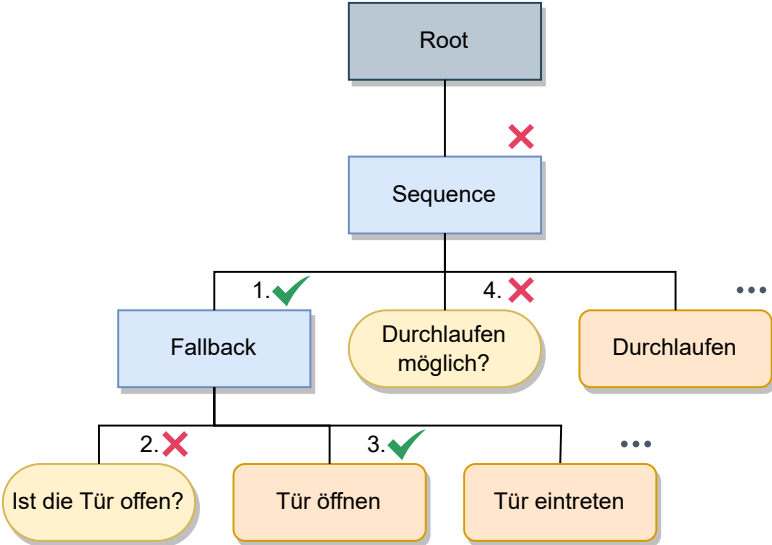 Root
Sequence
1.
4.
Fallback
Durchlaufen
möglich?
Durchlaufen
2.
3.
Ist die Tür offen?
Tür öffnen
Tür eintreten